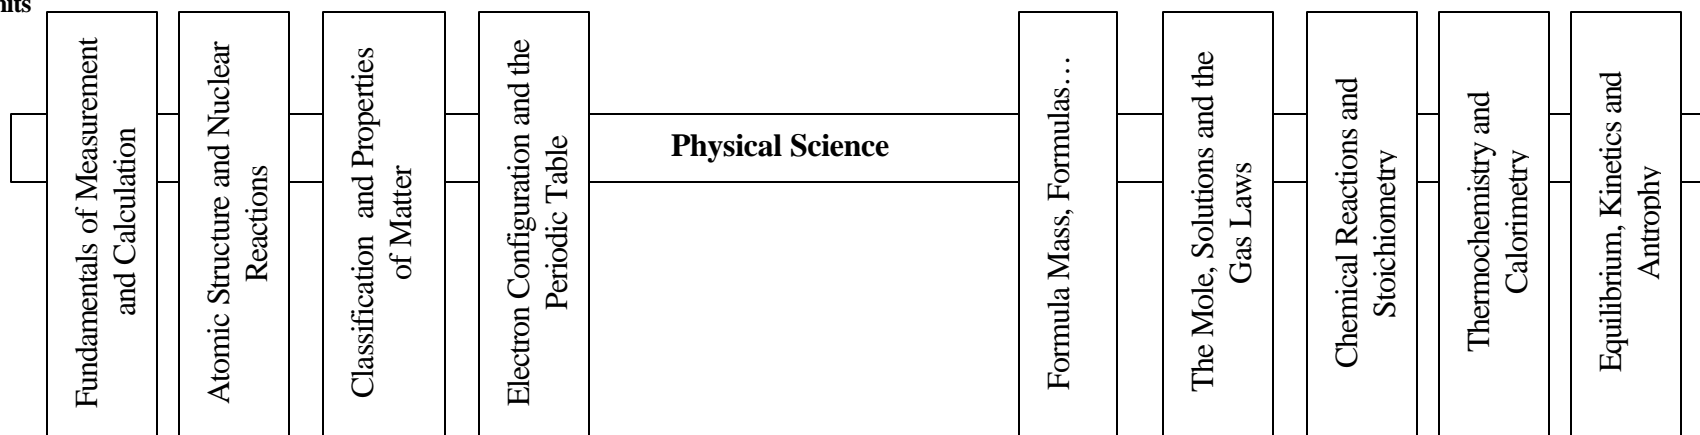 Fundamentals of Measurement
and Calculation
Atomic Structure and Nuclear
Reactions
Classification and Properties
of Matter
Electron Configuration and the
Periodic Table
Physical Science
Formula Mass, Formulas…
The Mole, Solutions and the
Gas Laws
Chemical Reactions and
Stoichiometry
Thermochemistry and
Calorimetry
Equilibrium, Kinetics and
Antrophy